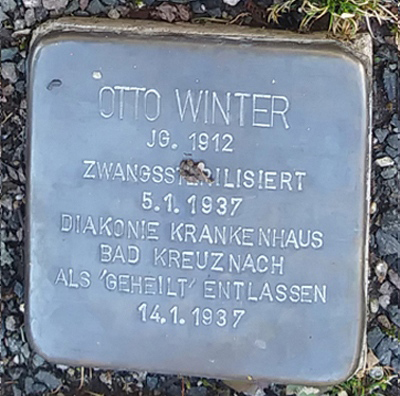 OTTO WINTER
JG. 1912
ZWANGSSTERILISIERT
5.1.1937
DIAKONIE KRANKENHAUS
BAD KREUZNACH
ALS 'GEHEILT' ENTLASSEN
14.1.1937